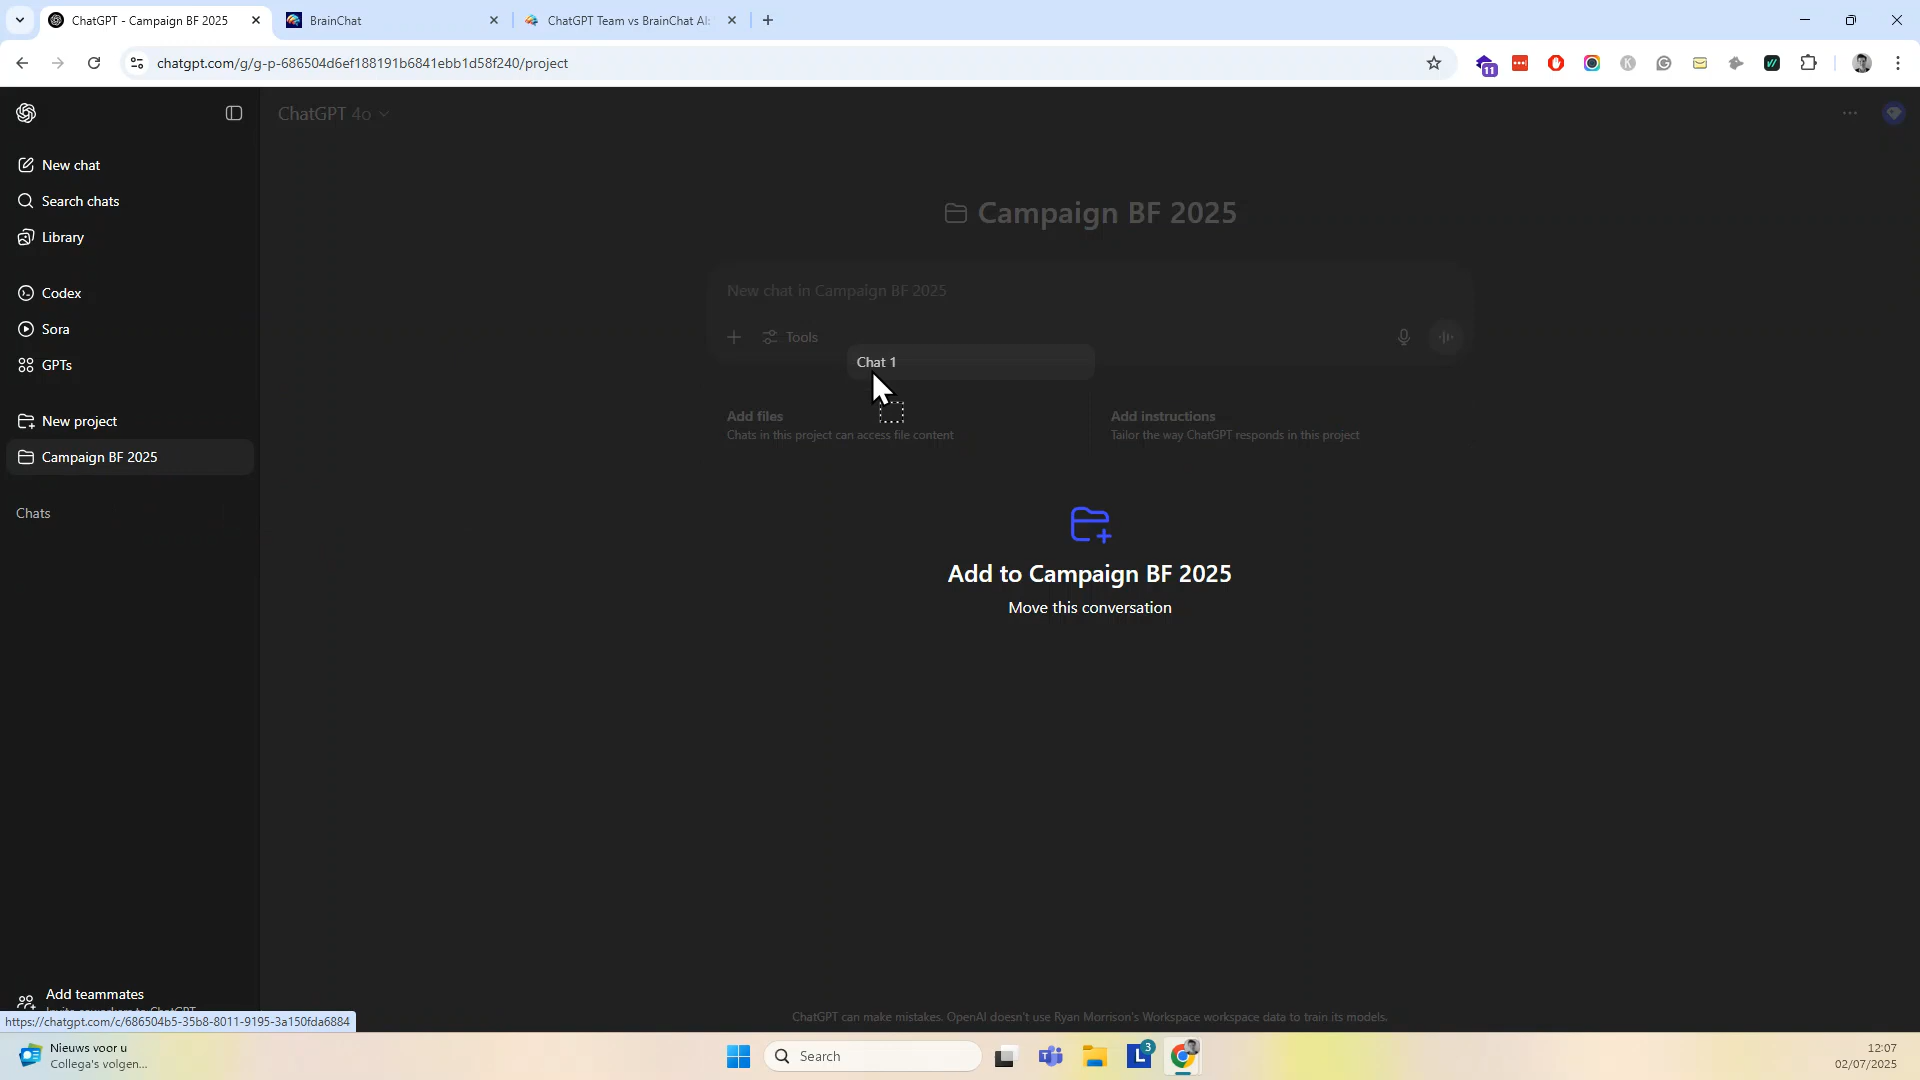 ChatGPT - Campaign BF 2025
BrainChat
ChatGPT Team vs BrainChat AI:
chatgpt.com/g/g-p-686504d6ef188191b6841ebb1d58f240/project
11
ChatGPT 4o
New chat
Search chats
Library
Codex
Sora
GPTs
New project
Campaign BF 2025
Chats
Campaign BF 2025
New chat in Campaign BF 2025
Tools
Chat 1
Add files
Chats in this project can access file content
Add instructions
Tailor the way ChatGPT responds in this project
Add to Campaign BF 2025
Move this conversation
Add teammates
https://chatgpt.com/c/686504b5-35b8-8011-9195-3a150fda6884
ChatGPT can make mistakes. OpenAI doesn't use Ryan Morrison's Workspace workspace data to train its models.
Nieuws voor u
Collega's volgen...
Search
L
3
12:07
02/07/2025